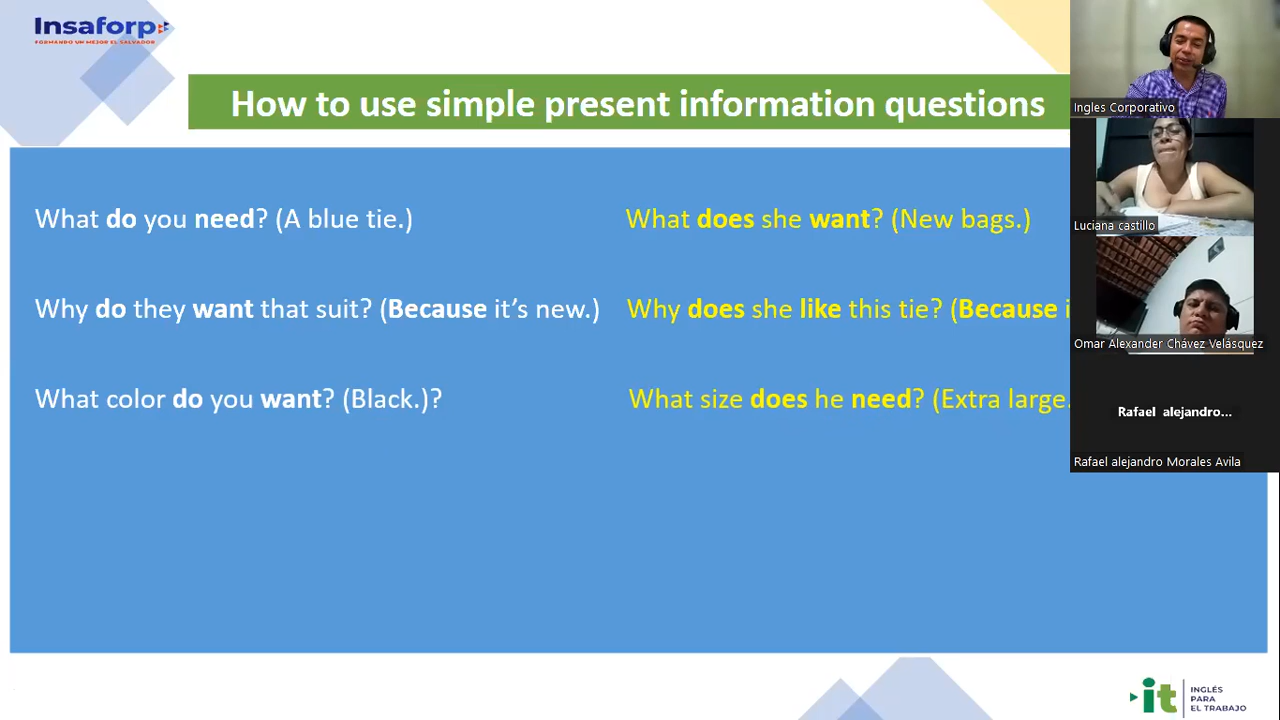 Insaforp
FORMANDO UN MEJOR EL SALVADOR
How to use simple present information questions
What do you need? (A blue tie.)
What does she want? (New bags.)
Why do they want that suit? (Because it’s new.)
Why does she like this tie? (Because
What color do you want? (Black.)?
What size does he need? (Extra large.
Ingles Corporativo
Luciana castillo
Omar Alexander Chávez Velásquez
Rafael alejandro...
Rafael alejandro Morales Avila
it
INGLÉS
PARA
EL TRABAJO